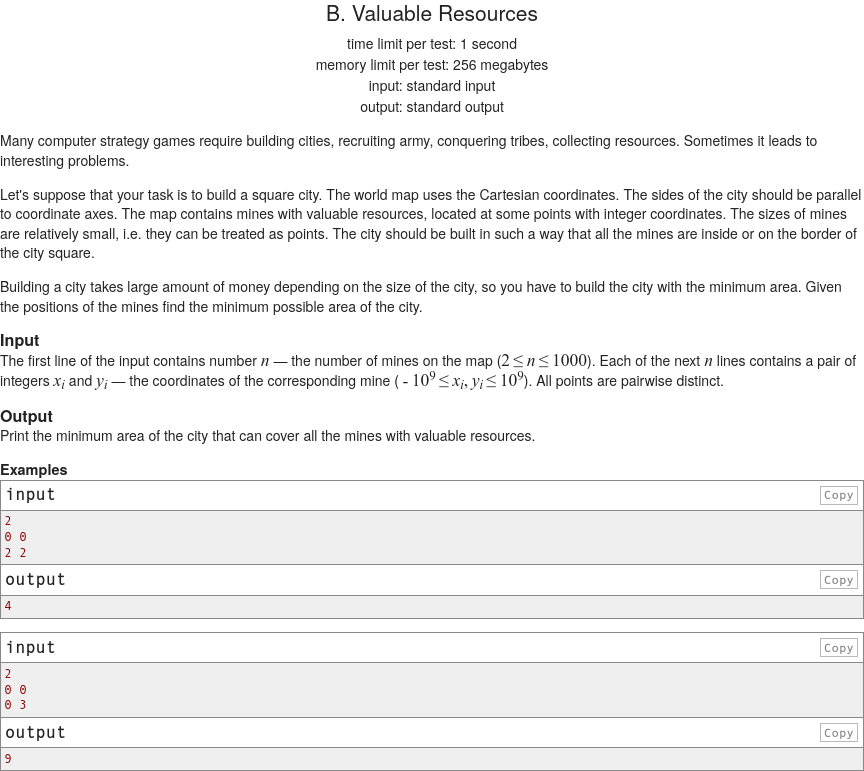 B. Valuable Resources
time limit per test: 1 second
memory limit per test: 256 megabytes
input: standard input
output: standard output
Many computer strategy games require building cities, recruiting army, conquering tribes, collecting resources. Sometimes it leads to
interesting problems.
Let's suppose that your task is to build a square city. The world map uses the Cartesian coordinates. The sides of the city should be parallel
to coordinate axes. The map contains mines with valuable resources, located at some points with integer coordinates. The sizes of mines
are relatively small, i.e. they can be treated as points. The city should be built in such a way that all the mines are inside or on the border of
the city square.
Building a city takes large amount of money depending on the size of the city, so you have to build the city with the minimum area. Given
the positions of the mines find the minimum possible area of the city.
Input
The first line of the input contains number n — the number of mines on the map (2 ≤ n ≤ 1000). Each of the next n lines contains a pair of
integers xᵢ and yᵢ — the coordinates of the corresponding mine ( - 10⁹ ≤ xᵢ, yᵢ ≤ 10⁹). All points are pairwise distinct.
Output
Print the minimum area of the city that can cover all the mines with valuable resources.
Examples
input Copy
2
0 0
2 2
output Copy
4
input Copy
2
0 0
0 3
output Copy
9